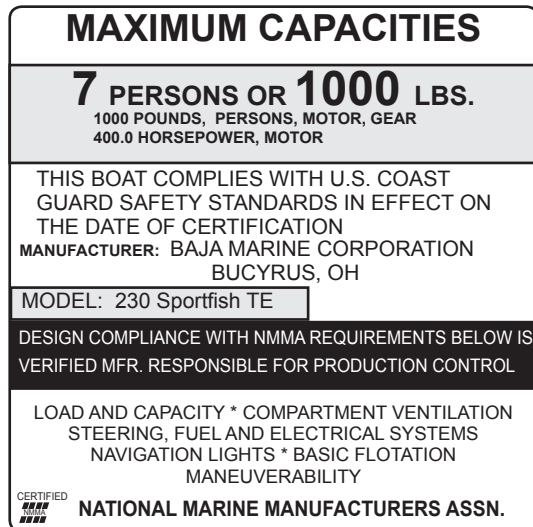 MAXIMUM CAPACITIES
7 PERSONS OR 1000 LBS.
1000 POUNDS, PERSONS, MOTOR, GEAR
400.0 HORSEPOWER, MOTOR
THIS BOAT COMPLIES WITH U.S. COAST
GUARD SAFETY STANDARDS IN EFFECT ON
THE DATE OF CERTIFICATION
MANUFACTURER: BAJA MARINE CORPORATION
BUCYRUS, OH
MODEL: 230 Sportfish TE
DESIGN COMPLIANCE WITH NMMA REQUIREMENTS BELOW IS
VERIFIED MFR. RESPONSIBLE FOR PRODUCTION CONTROL
LOAD AND CAPACITY * COMPARTMENT VENTILATION
STEERING, FUEL AND ELECTRICAL SYSTEMS
NAVIGATION LIGHTS * BASIC FLOTATION
MANEUVERABILITY
CERTIFIED
NMMA
NATIONAL MARINE MANUFACTURERS ASSN.